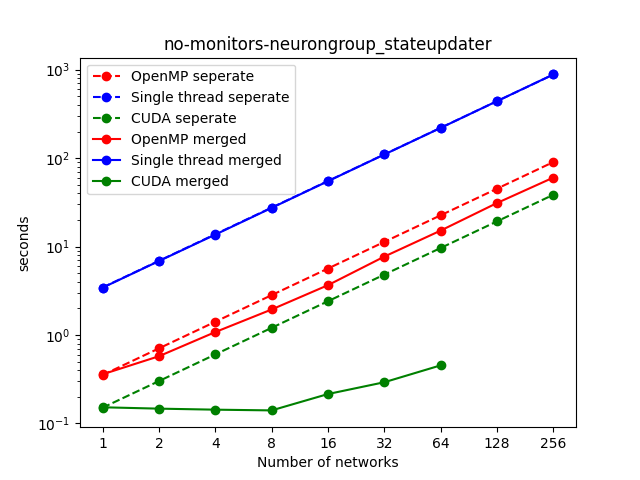 no-monitors-neurongroup_stateupdater
OpenMP seperate
Single thread seperate
CUDA seperate
OpenMP merged
Single thread merged
CUDA merged
seconds
10³
10²
10¹
10⁰
10⁻¹
1 2 4 8 16 32 64 128 256
Number of networks